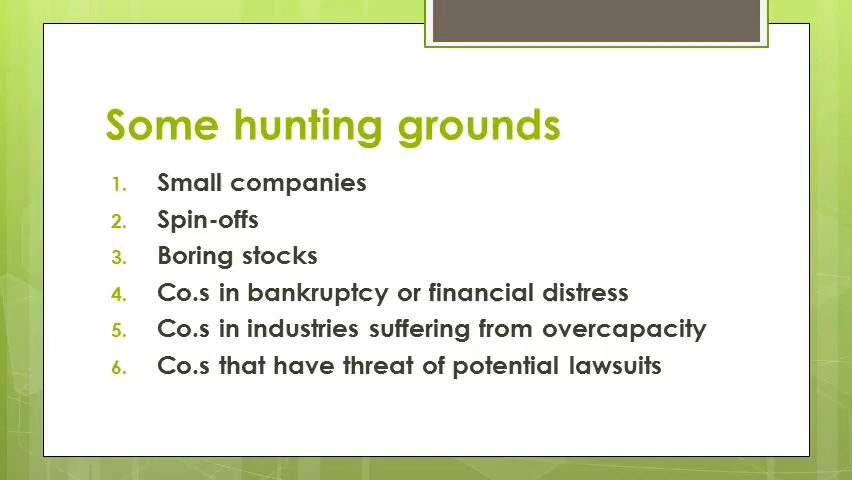 Some hunting grounds
1. Small companies
2. Spin-offs
3. Boring stocks
4. Co.s in bankruptcy or financial distress
5. Co.s in industries suffering from overcapacity
6. Co.s that have threat of potential lawsuits